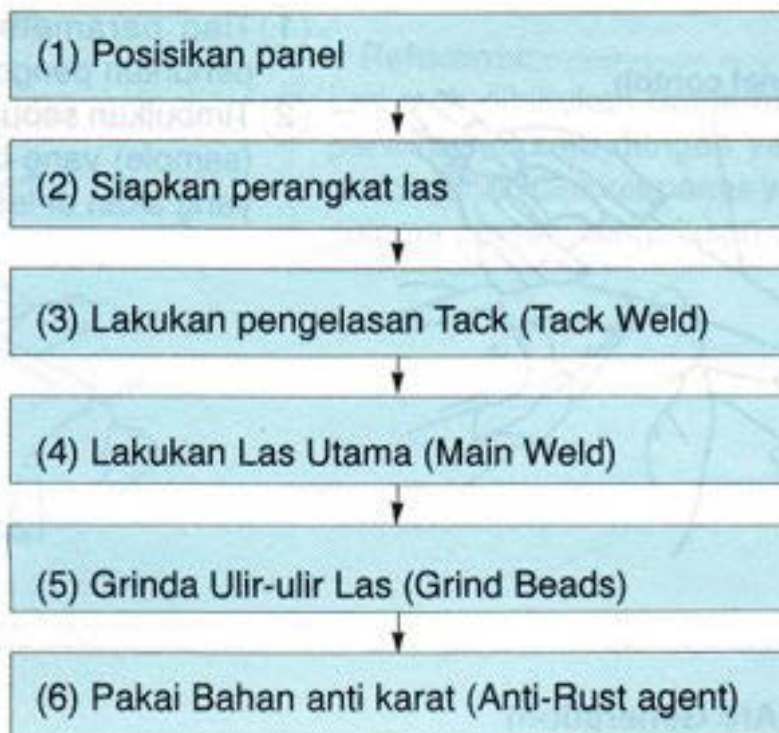 (1) Posisikan panel
(2) Siapkan perangkat las
(3) Lakukan pengelasan Tack (Tack Weld)
(4) Lakukan Las Utama (Main Weld)
(5) Grinda Ulir-ulir Las (Grind Beads)
(6) Pakai Bahan anti karat (Anti-Rust agent)